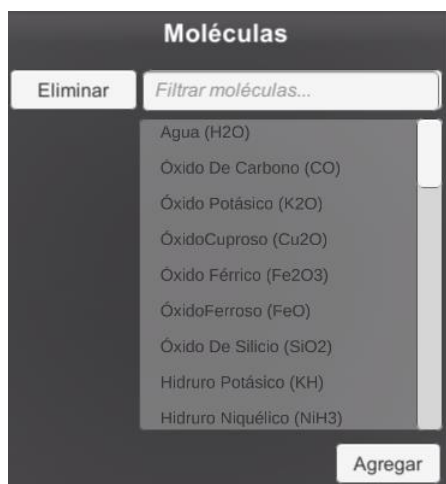 Moléculas
Eliminar
Filtrar moléculas...
Agua (H2O)
Óxido De Carbono (CO)
Óxido Potásico (K2O)
ÓxidoCuproso (Cu2O)
Óxido Férrico (Fe2O3)
ÓxidoFerroso (FeO)
Óxido De Silicio (SiO2)
Hidruro Potásico (KH)
Hidruro Niquélico (NiH3)
Agregar